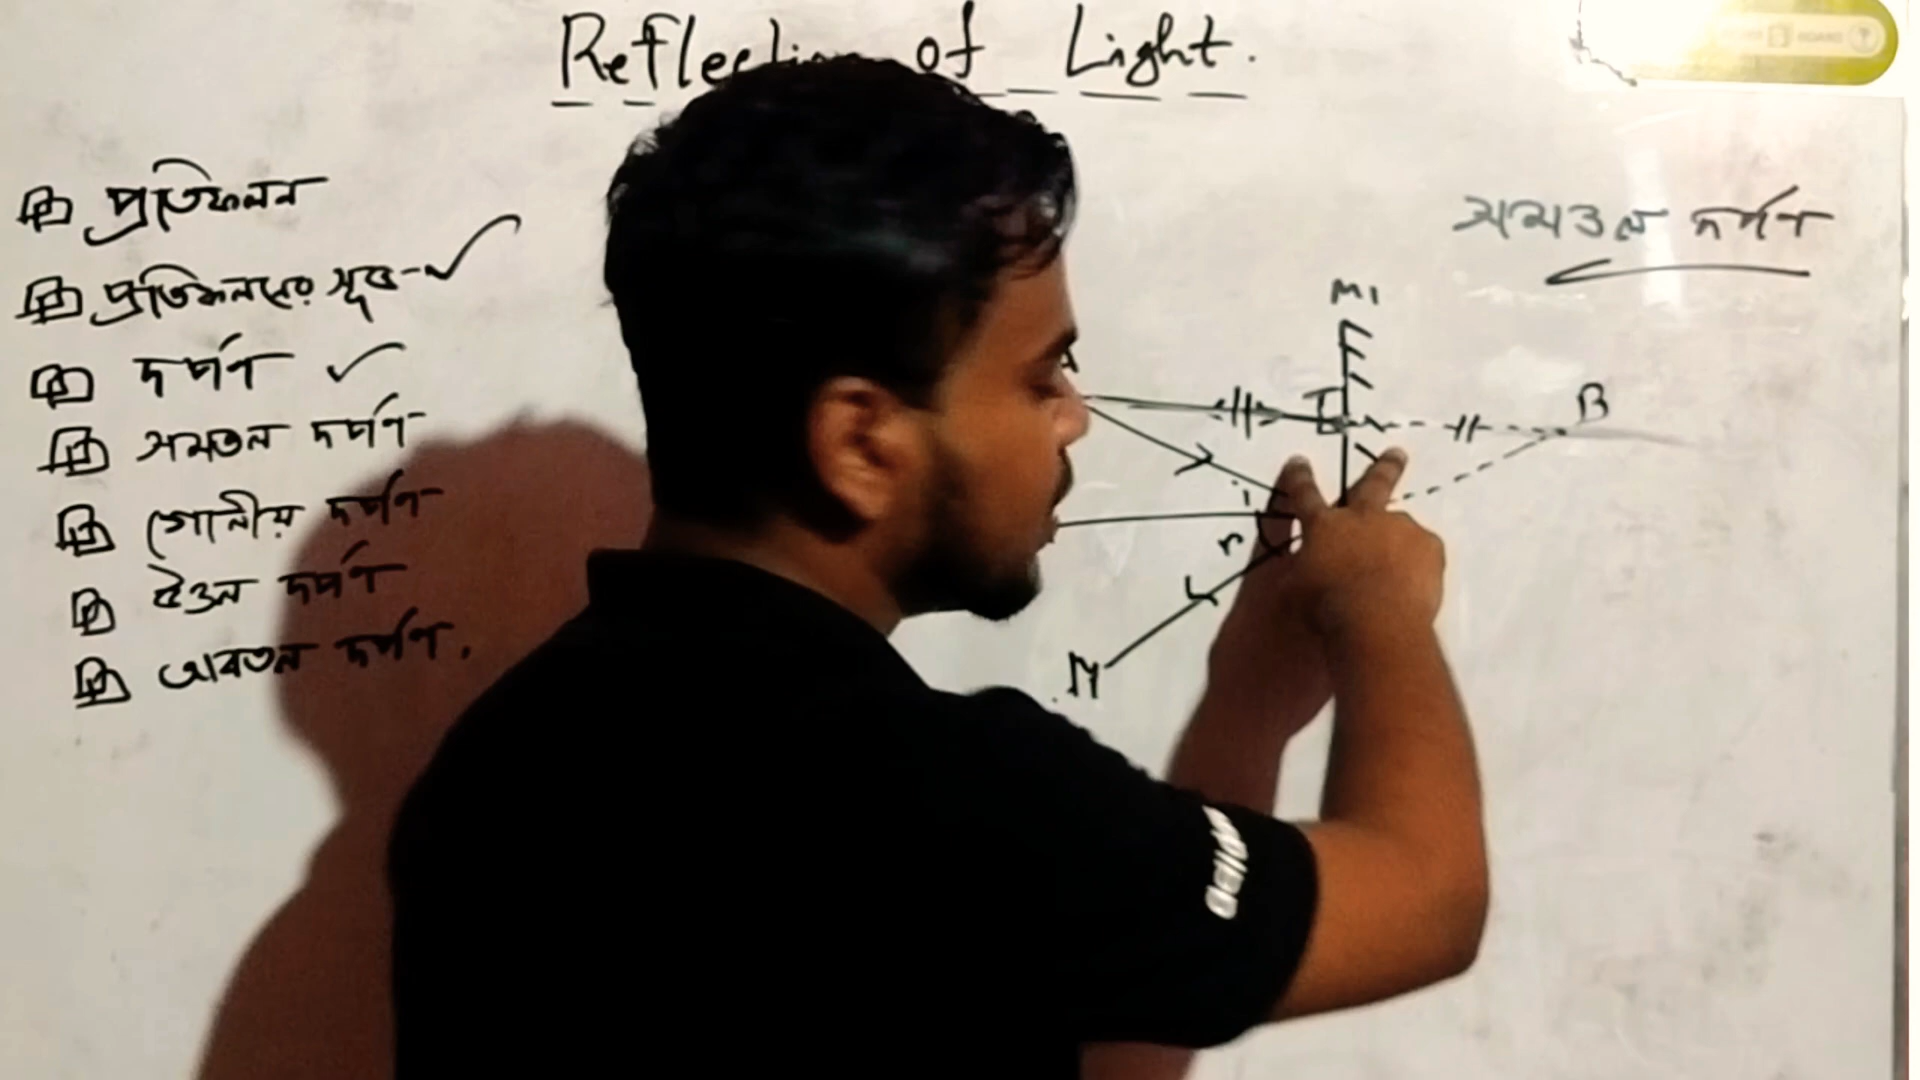 Reflection of Light.
প্রতিফলন
প্রতিফলনের সূত্র-✓
দর্পণ ✓
সমতল দর্পণ
গোলীয় দর্পণ
উত্তল দর্পণ
অবতল দর্পণ.
সমতল দর্পণ
M1
A
B
i
r
BOARD